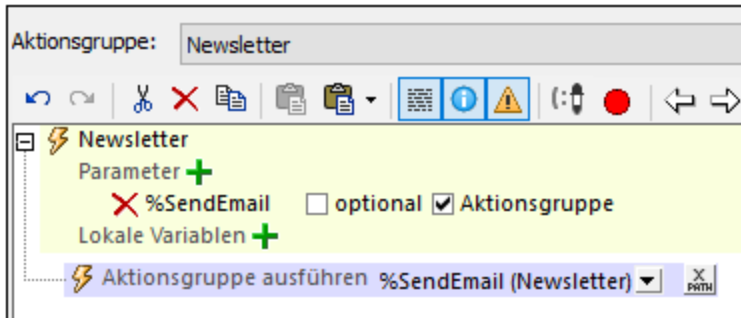 Aktionsgruppe: Newsletter
Newsletter
Parameter
%SendEmail optional Aktionsgruppe
Lokale Variablen
Aktionsgruppe ausführen %SendEmail (Newsletter) X PATH